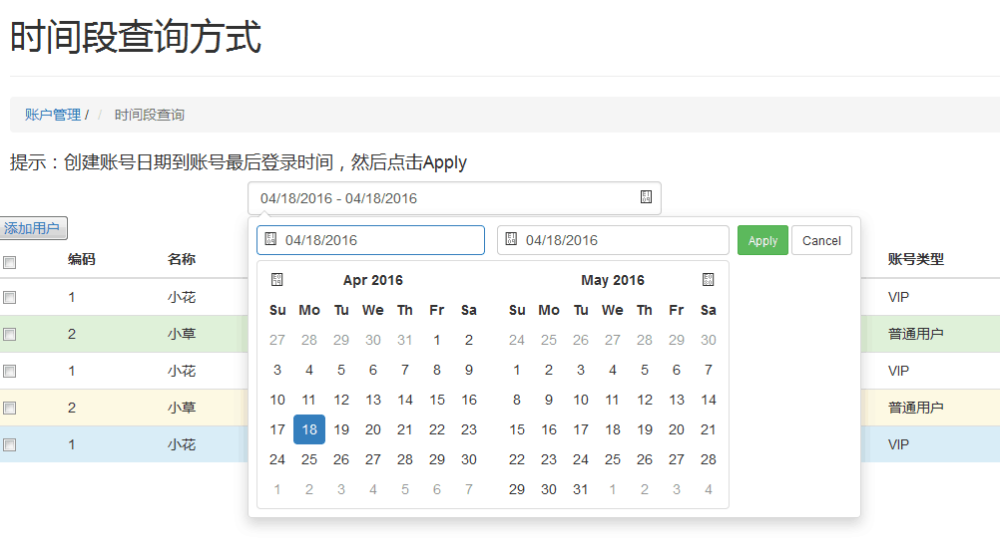 时间段查询方式
账户管理 / / 时间段查询
提示：创建账号日期到账号最后登录时间，然后点击Apply
04/18/2016 - 04/18/2016
添加用户
04/18/2016 04/18/2016 Apply Cancel
编码 名称 账号类型
Apr 2016 May 2016
Su Mo Tu We Th Fr Sa Su Mo Tu We Th Fr Sa
1 小花 VIP
27 28 29 30 31 1 2 24 25 26 27 28 29 30
2 小草 普通用户
3 4 5 6 7 8 9 1 2 3 4 5 6 7
1 小花 VIP
10 11 12 13 14 15 16 8 9 10 11 12 13 14
2 小草 普通用户
17 18 19 20 21 22 23 15 16 17 18 19 20 21
1 小花 VIP
24 25 26 27 28 29 30 22 23 24 25 26 27 28
1 2 3 4 5 6 7 29 30 31 1 2 3 4